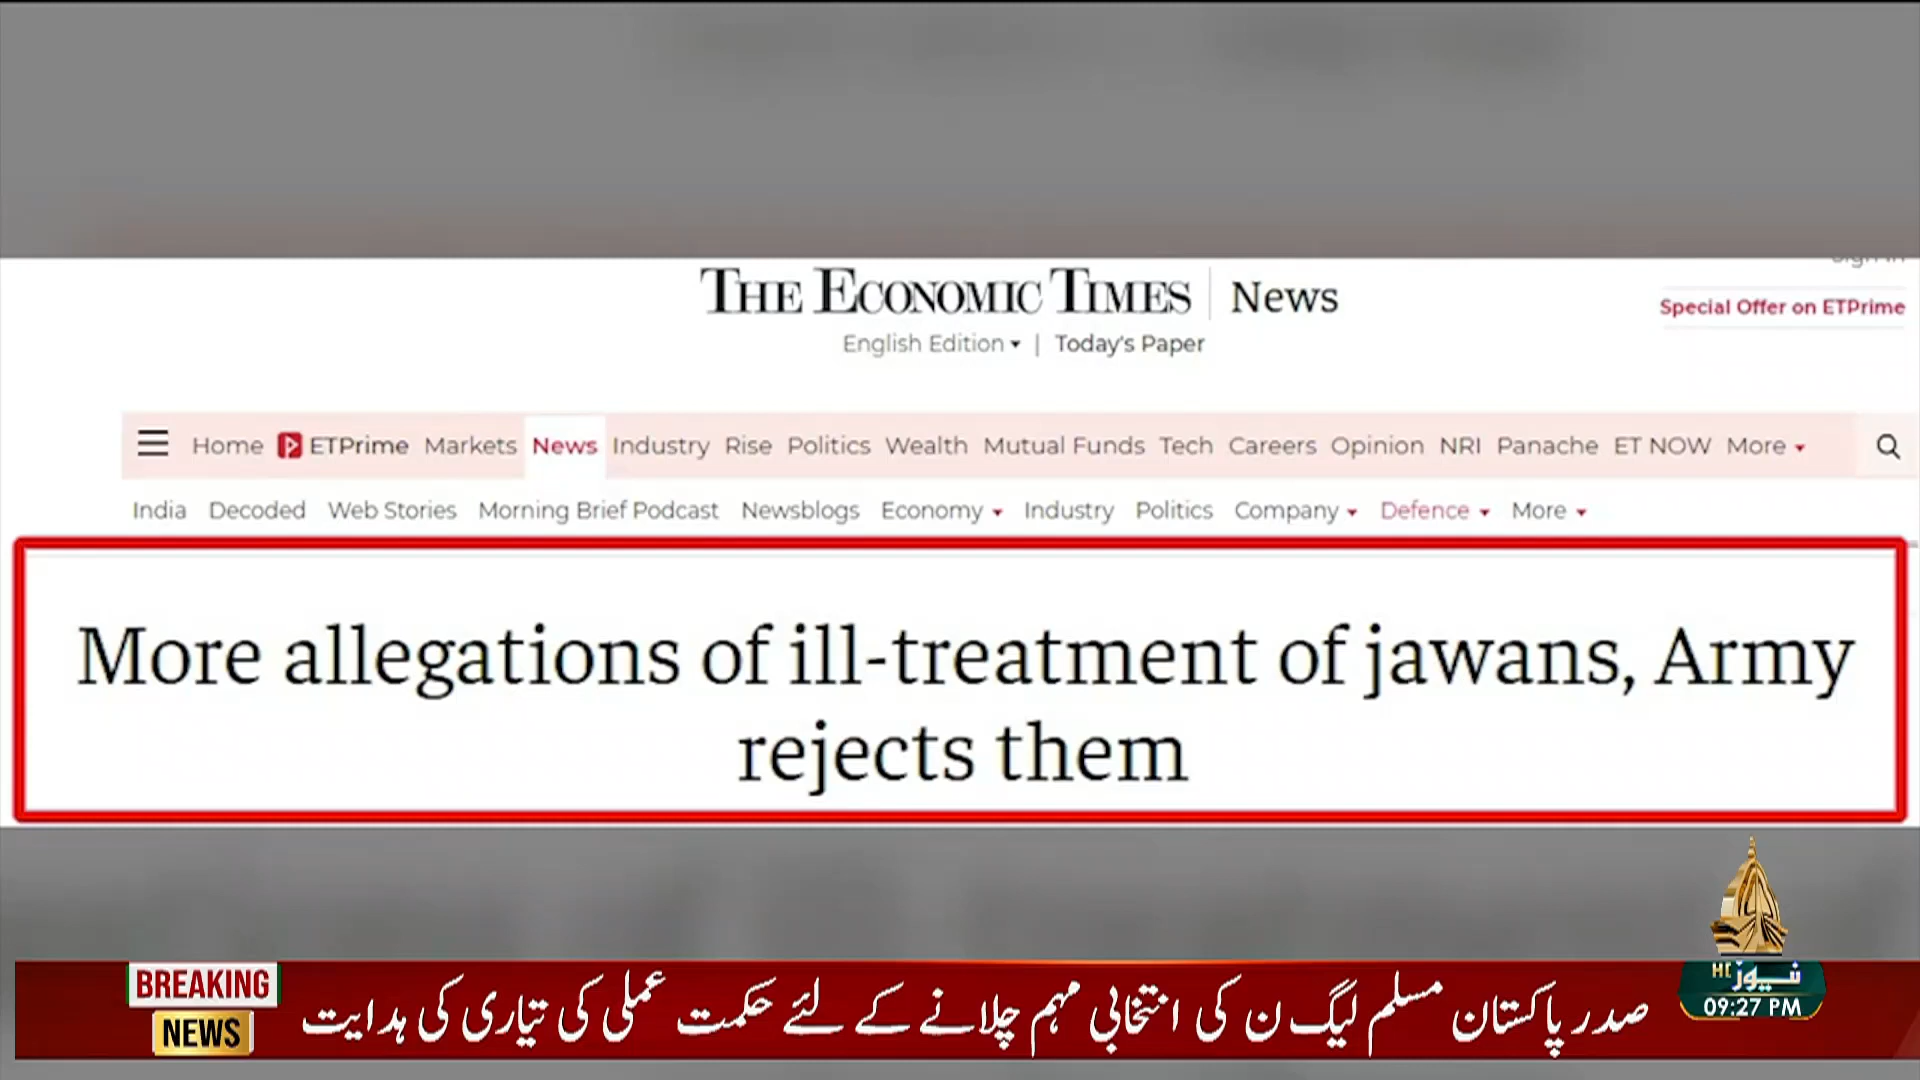 Sign In
THE ECONOMIC TIMES | News
Special Offer on ETPrime
English Edition | Today's Paper
Home ETPrime Markets News Industry Rise Politics Wealth Mutual Funds Tech Careers Opinion NRI Panache ET NOW More
India Decoded Web Stories Morning Brief Podcast Newsblogs Economy Industry Politics Company Defence More
More allegations of ill-treatment of jawans, Army
rejects them
BREAKING
NEWS
صدر پاکستان مسلم لیگ ن کی انتخابی مہم چلانے کے لئے حکمت عملی کی تیاری کی ہدایت
نیوز HD
09:27 PM